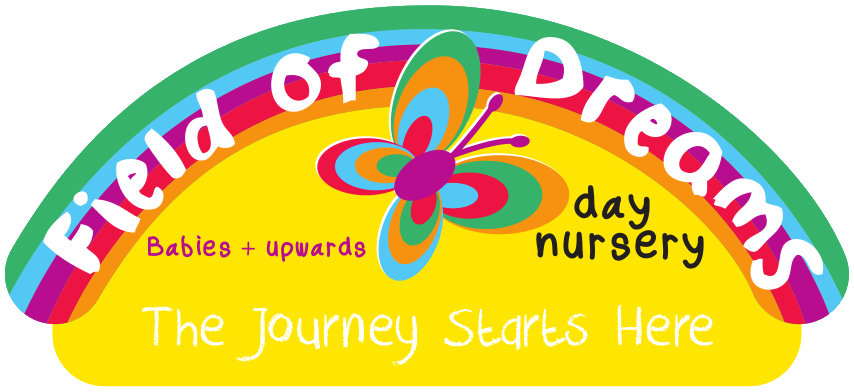 Field Of Dreams
day
nursery
Babies + upwards
The Journey Starts Here